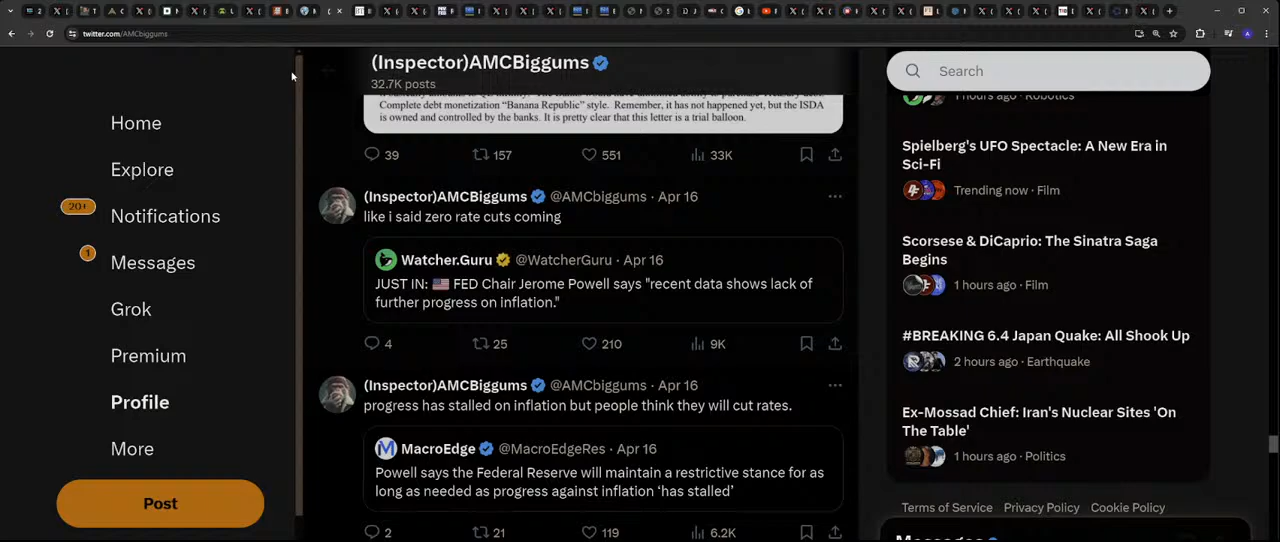 twitter.com/AMCbiggums
Home
Explore
20+
Notifications
1
Messages
Grok
Premium
Profile
More
Post
(Inspector)AMCBiggums
32.7K posts
Complete debt monetization "Banana Republic" style. Remember, it has not happened yet, but the ISDA
is owned and controlled by the banks. It is pretty clear that this letter is a trial balloon.
39 157 551 33K
(Inspector)AMCBiggums @AMCbiggums · Apr 16
like i said zero rate cuts coming
Watcher.Guru @WatcherGuru · Apr 16
JUST IN: 🇺🇸 FED Chair Jerome Powell says "recent data shows lack of
further progress on inflation."
4 25 210 9K
(Inspector)AMCBiggums @AMCbiggums · Apr 16
progress has stalled on inflation but people think they will cut rates.
MacroEdge @MacroEdgeRes · Apr 16
Powell says the Federal Reserve will maintain a restrictive stance for as
long as needed as progress against inflation ‘has stalled’
2 21 119 6.2K
Search
1 hours ago · Robotics
Spielberg's UFO Spectacle: A New Era in
Sci-Fi
Trending now · Film
Scorsese & DiCaprio: The Sinatra Saga
Begins
1 hours ago · Film
#BREAKING 6.4 Japan Quake: All Shook Up
2 hours ago · Earthquake
Ex-Mossad Chief: Iran's Nuclear Sites 'On
The Table'
1 hours ago · Politics
Terms of Service Privacy Policy Cookie Policy
Messages